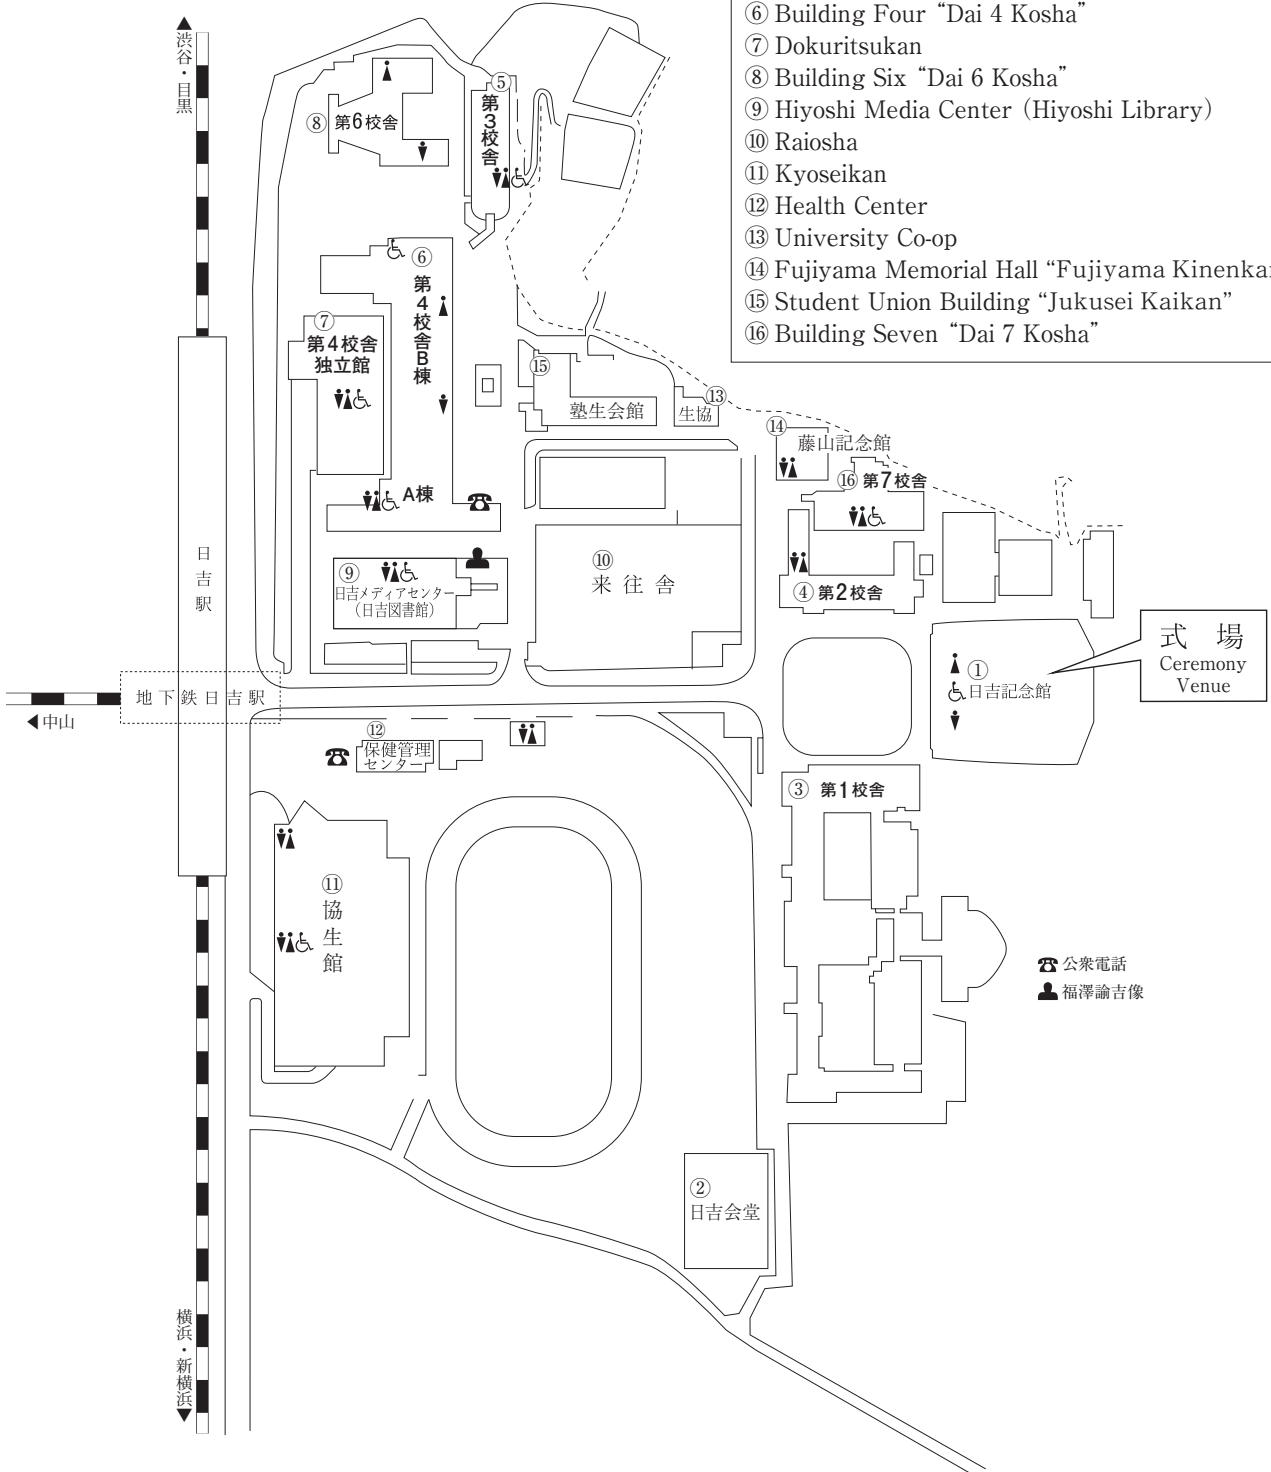 ⑥ Building Four “Dai 4 Kosha”
⑦ Dokuritsukan
⑧ Building Six “Dai 6 Kosha”
⑨ Hiyoshi Media Center (Hiyoshi Library)
⑩ Raiosha
⑪ Kyoseikan
⑫ Health Center
⑬ University Co-op
⑭ Fujiyama Memorial Hall “Fujiyama Kinenkan
⑮ Student Union Building “Jukusei Kaikan”
⑯ Building Seven “Dai 7 Kosha”
▲渋谷・目黒
⑧ 第6校舎
⑤
第3校舎
⑥
第4校舎B棟
⑦
第4校舎
独立館
A棟
⑮
塾生会館
⑬
生協
⑭
藤山記念館
⑯ 第7校舎
④ 第2校舎
⑩
来往舎
⑨
日吉メディアセンター
(日吉図書館)
日吉駅
地下鉄日吉駅
◀中山
式場
Ceremony
Venue
①
日吉記念館
⑫
保健管理
センター
③ 第1校舎
⑪
協生館
公衆電話
福澤諭吉像
②
日吉会堂
横浜・新横浜▼